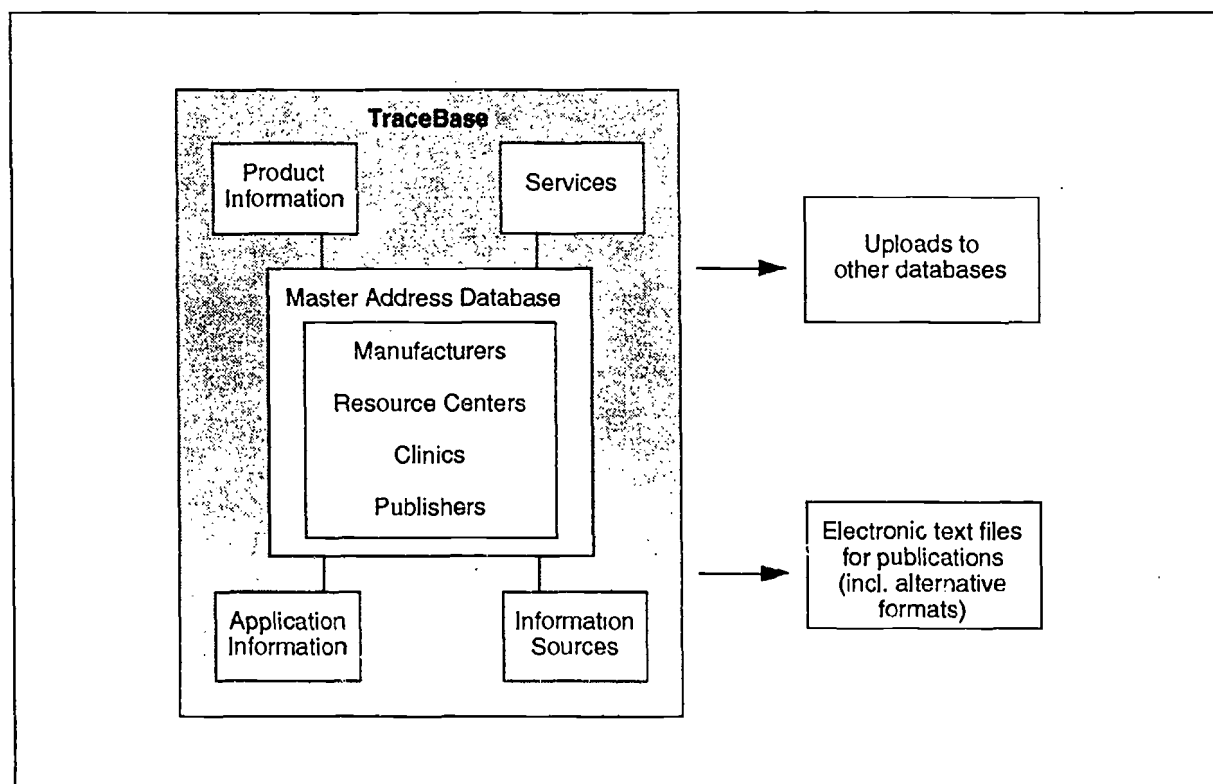 TraceBase
Product
Information
Services
Master Address Database
Manufacturers
Resource Centers
Clinics
Publishers
Application
Information
Information
Sources
Uploads to
other databases
Electronic text files
for publications
(incl. alternative
formats)